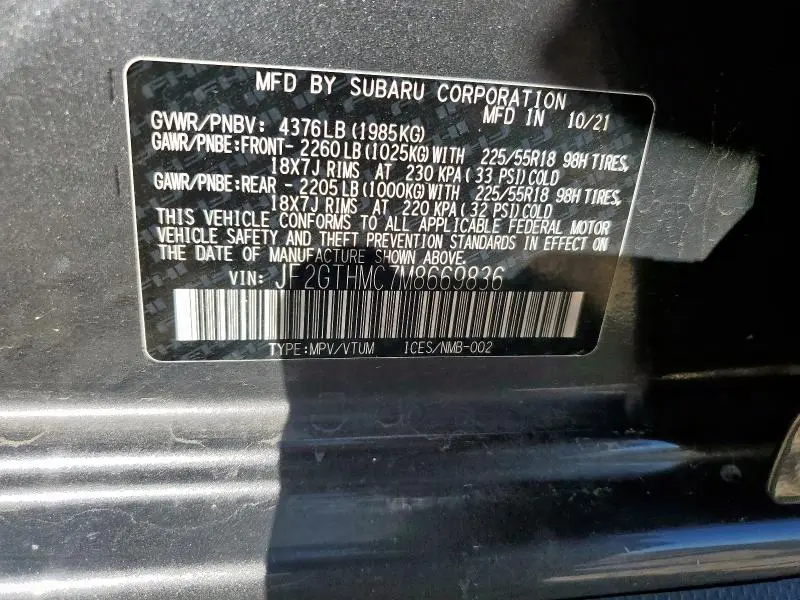 MFD BY SUBARU CORPORATION
MFD IN 10/21
GVWR/PNBV: 4376LB(1985KG)
GAWR/PNBE:FRONT-2260LB(1025KG)WITH 225/55R18 98H TIRES,
18X7J RIMS AT 230 KPA(33 PSI)COLD
GAWR/PNBE:REAR -2205LB(1000KG)WITH 225/55R18 98H TIRES,
18X7J RIMS AT 220 KPA(32 PSI)COLD
THIS VEHICLE CONFORMS TO ALL APPLICABLE FEDERAL MOTOR
VEHICLE SAFETY AND THEFT PREVENTION STANDARDS IN EFFECT ON
THE DATE OF MANUFACTURE SHOWN ABOVE.
VIN: JF2GTHMC7M8669836
TYPE:MPV/VTUM ICES/NMB-002